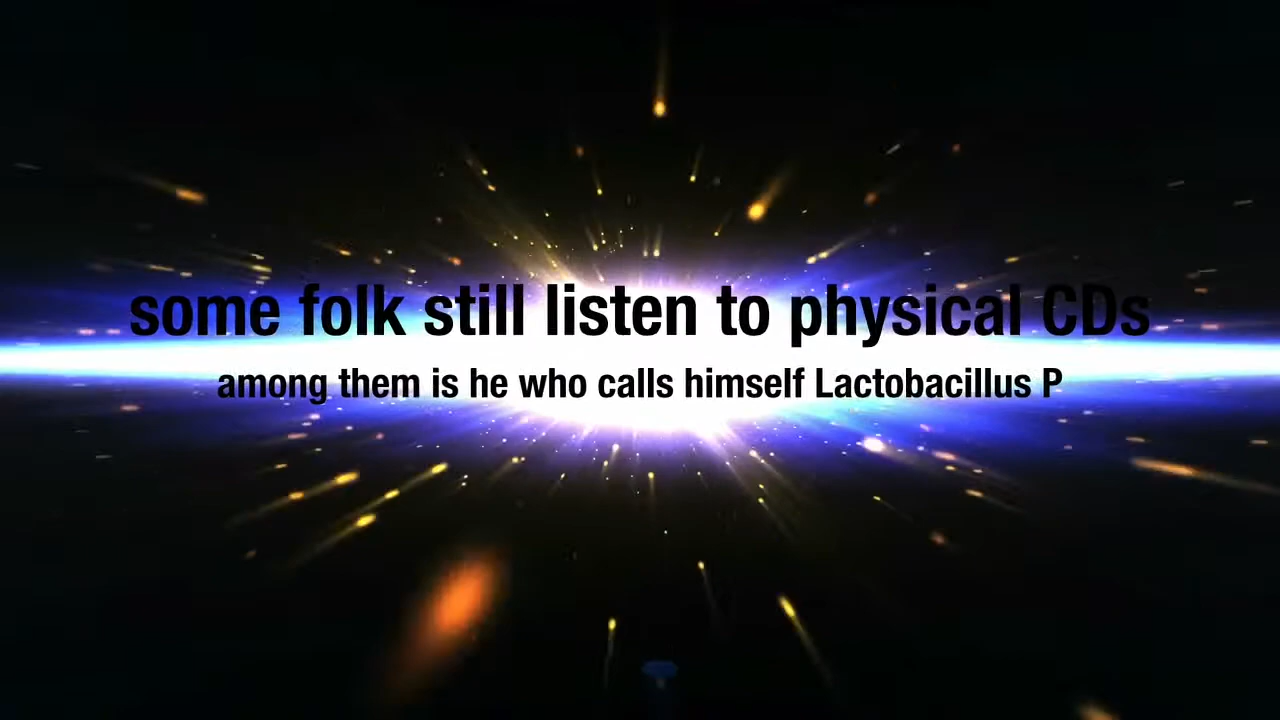 some folk still listen to physical CDs
among them is he who calls himself Lactobacillus P